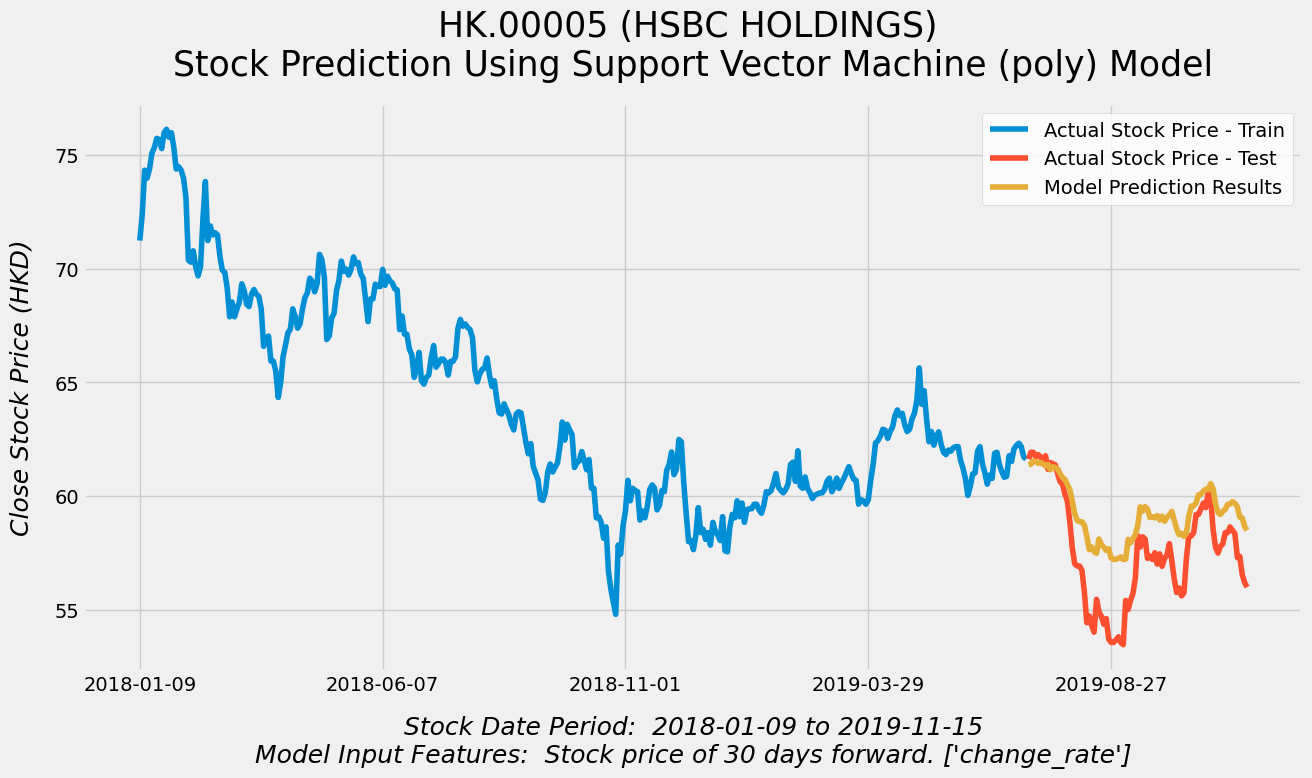 HK.00005 (HSBC HOLDINGS)
Stock Prediction Using Support Vector Machine (poly) Model
Actual Stock Price - Train
Actual Stock Price - Test
Model Prediction Results
Close Stock Price (HKD)
75
70
65
60
55
2018-01-09
2018-06-07
2018-11-01
2019-03-29
2019-08-27
Stock Date Period:  2018-01-09 to 2019-11-15
Model Input Features:  Stock price of 30 days forward. ['change_rate']